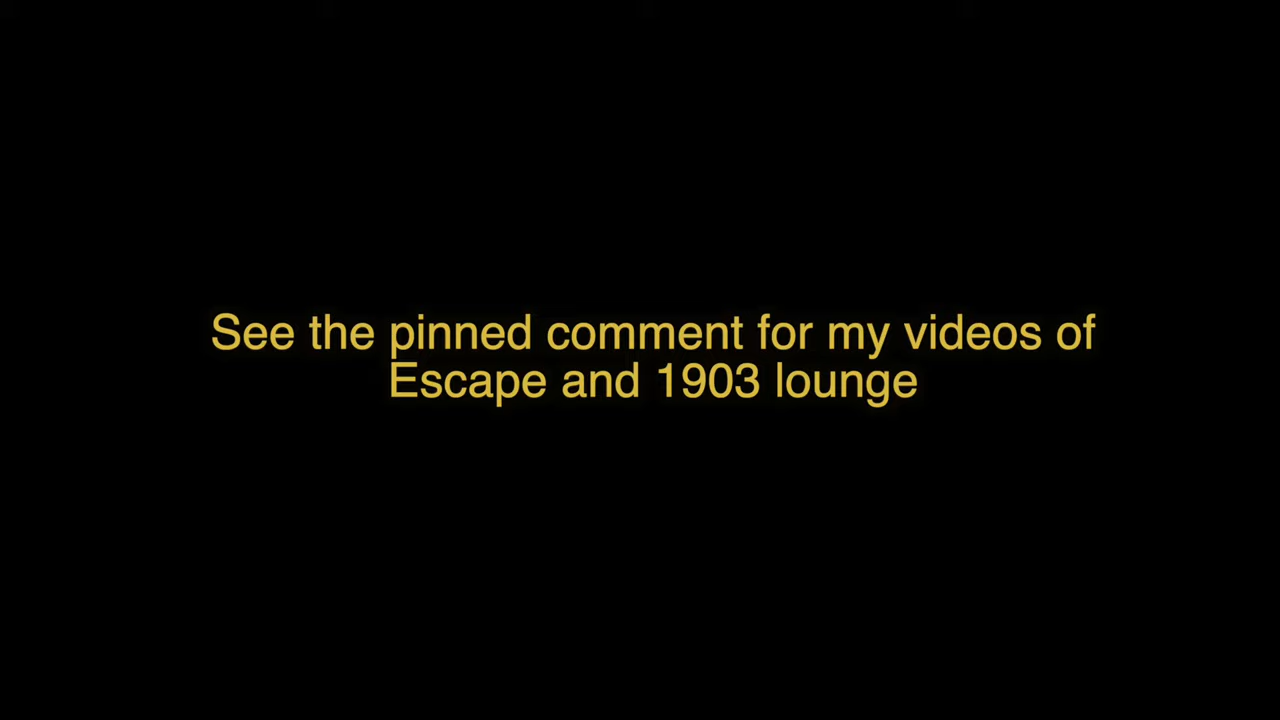 See the pinned comment for my videos of
Escape and 1903 lounge